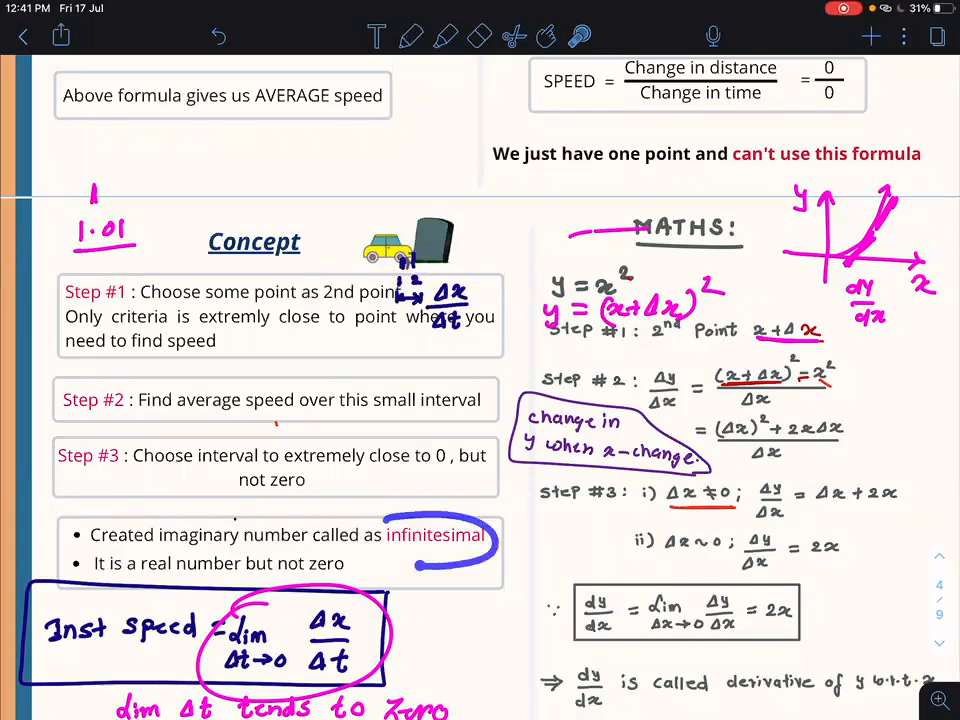 12:41 PM Fri 17 Jul
31%
Above formula gives us AVERAGE speed
SPEED = Change in distance / Change in time = 0 / 0
We just have one point and can't use this formula
1.01
Concept
1 2
Step #1 : Choose some point as 2nd point
Δx / Δt
Only criteria is extremly close to point where you
need to find speed
Step #2 : Find average speed over this small interval
Step #3 : Choose interval to extremely close to 0 , but
not zero
• Created imaginary number called as infinitesimal
• It is a real number but not zero
Inst speed = lim Δt→0 Δx / Δt
lim Δt tends to zero
MATHS:
y
x
dy / dx
y = x²
y = (x+Δx)²
Step #1: 2nd Point x+Δx
Step #2: Δy / Δx = (x+Δx)² - x² / Δx
= (Δx)² + 2xΔx / Δx
change in
y when x-change.
Step #3: i) Δx ≠ 0; Δy / Δx = Δx + 2x
ii) Δx ~ 0; Δy / Δx = 2x
∵ dy / dx = lim Δx→0 Δy / Δx = 2x
⇒ dy / dx is called derivative of y w.r.t. x
4
/
9